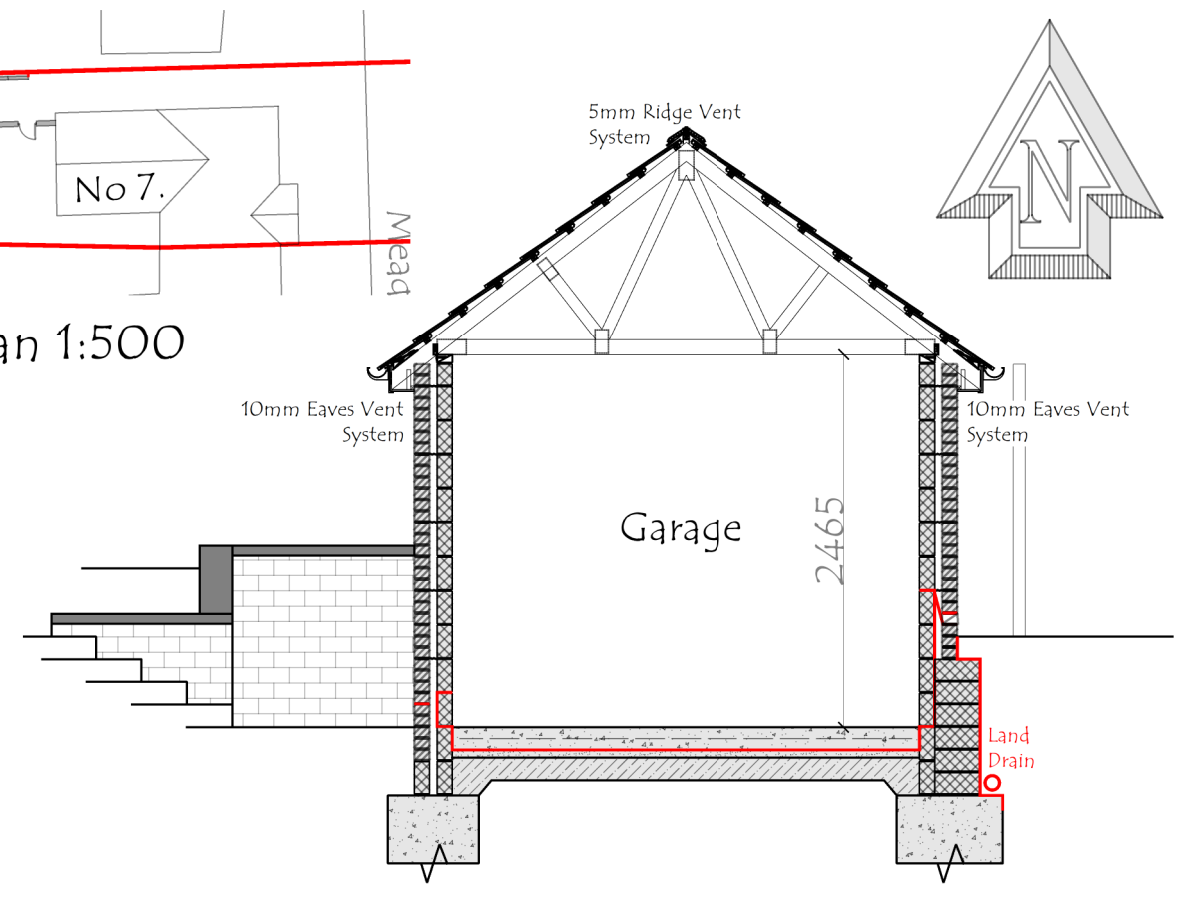 No 7.
Mead
an 1:500
5mm Ridge Vent
System
N
10mm Eaves Vent
System
10mm Eaves Vent
System
Garage
2465
Land
Drain